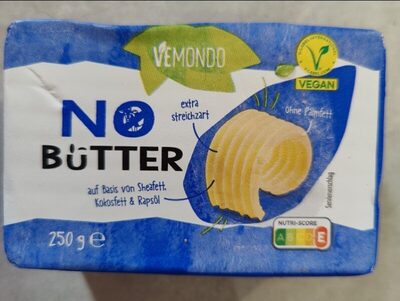 VEMONDO
VEGAN
NO
BÜTTER
extra
streichzart
ohne Palmfett
auf Basis von Sheafett,
Kokosfett & Rapsöl
Serviervorschlag
250 g e
NUTRI-SCORE
A B C D E